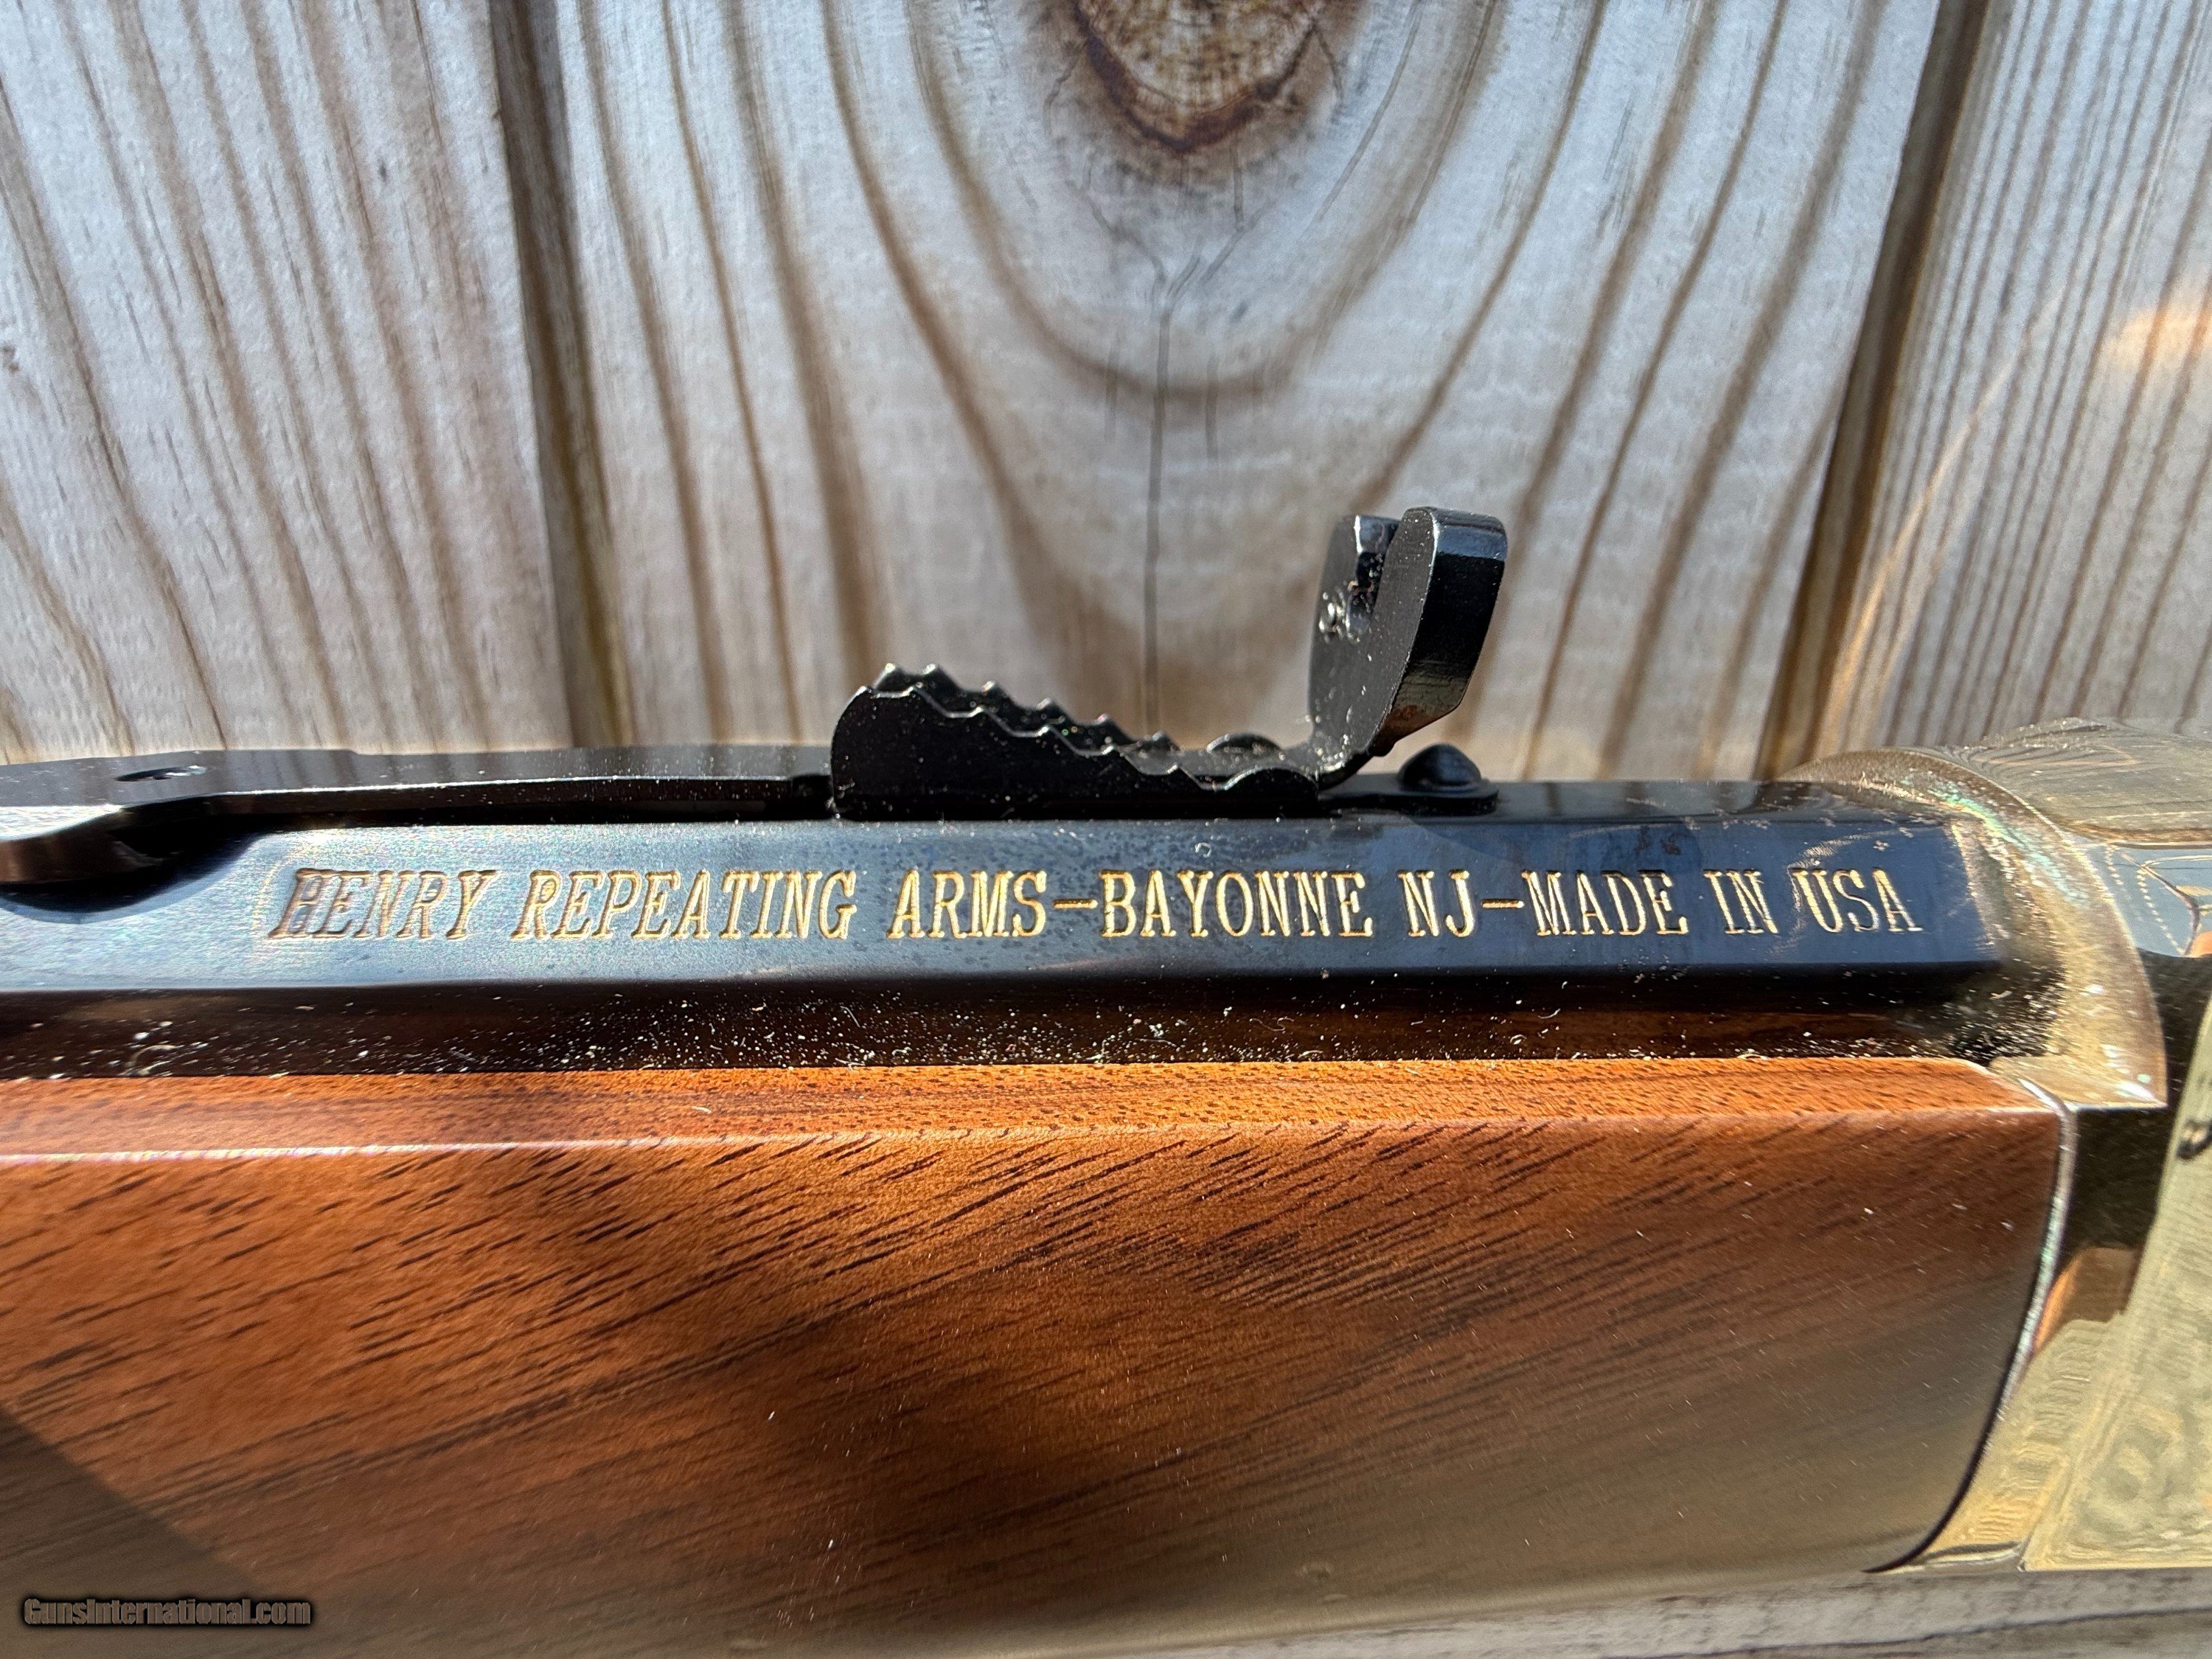 HENRY REPEATING ARMS-BAYONNE NJ-MADE IN USA
GunsInternational.com